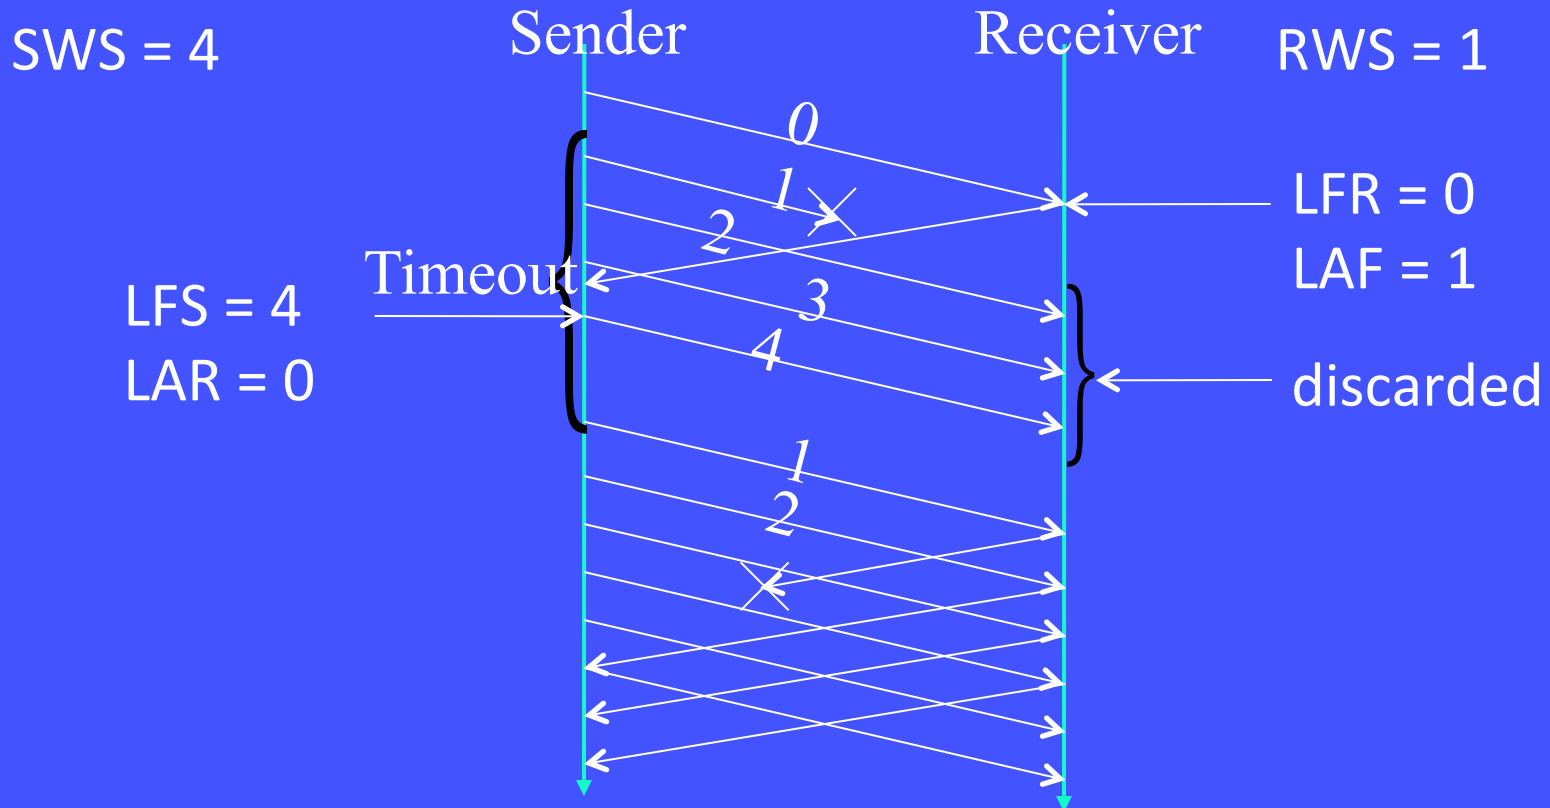 SWS = 4
Sender
Receiver
RWS = 1
0
1
2
3
4
Timeout
LFS = 4
LAR = 0
LFR = 0
LAF = 1
discarded
1
2